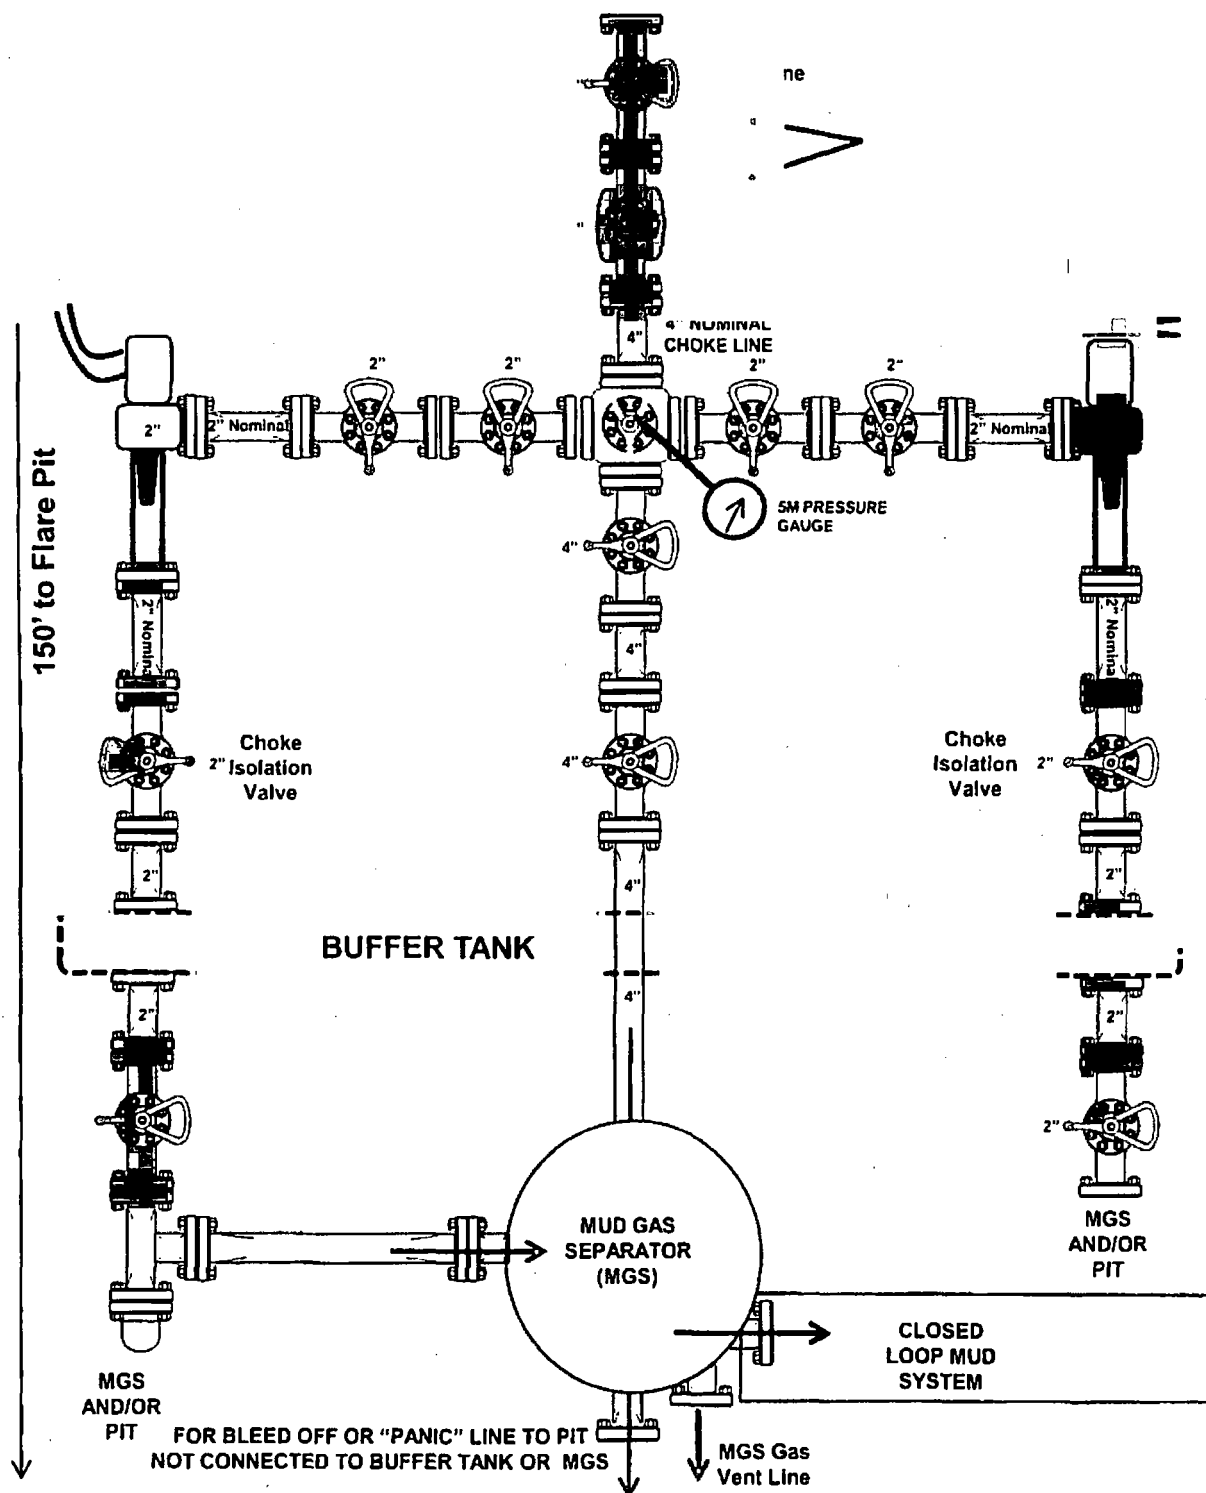 ne
"
"
4"
4" NOMINAL
CHOKE LINE
2"
2"
2"
2"
2"
2" Nominal
2" Nominal
5M PRESSURE
GAUGE
150' to Flare Pit
4"
2" Nominal
4"
2" Nominal
2"
Choke
Isolation
Valve
4"
Choke
Isolation
Valve
2"
2"
4"
2"
BUFFER TANK
2"
4"
2"
2"
MUD GAS
SEPARATOR
(MGS)
MGS
AND/OR
PIT
CLOSED
LOOP MUD
SYSTEM
MGS
AND/OR
PIT
FOR BLEED OFF OR "PANIC" LINE TO PIT
NOT CONNECTED TO BUFFER TANK OR MGS
MGS Gas
Vent Line